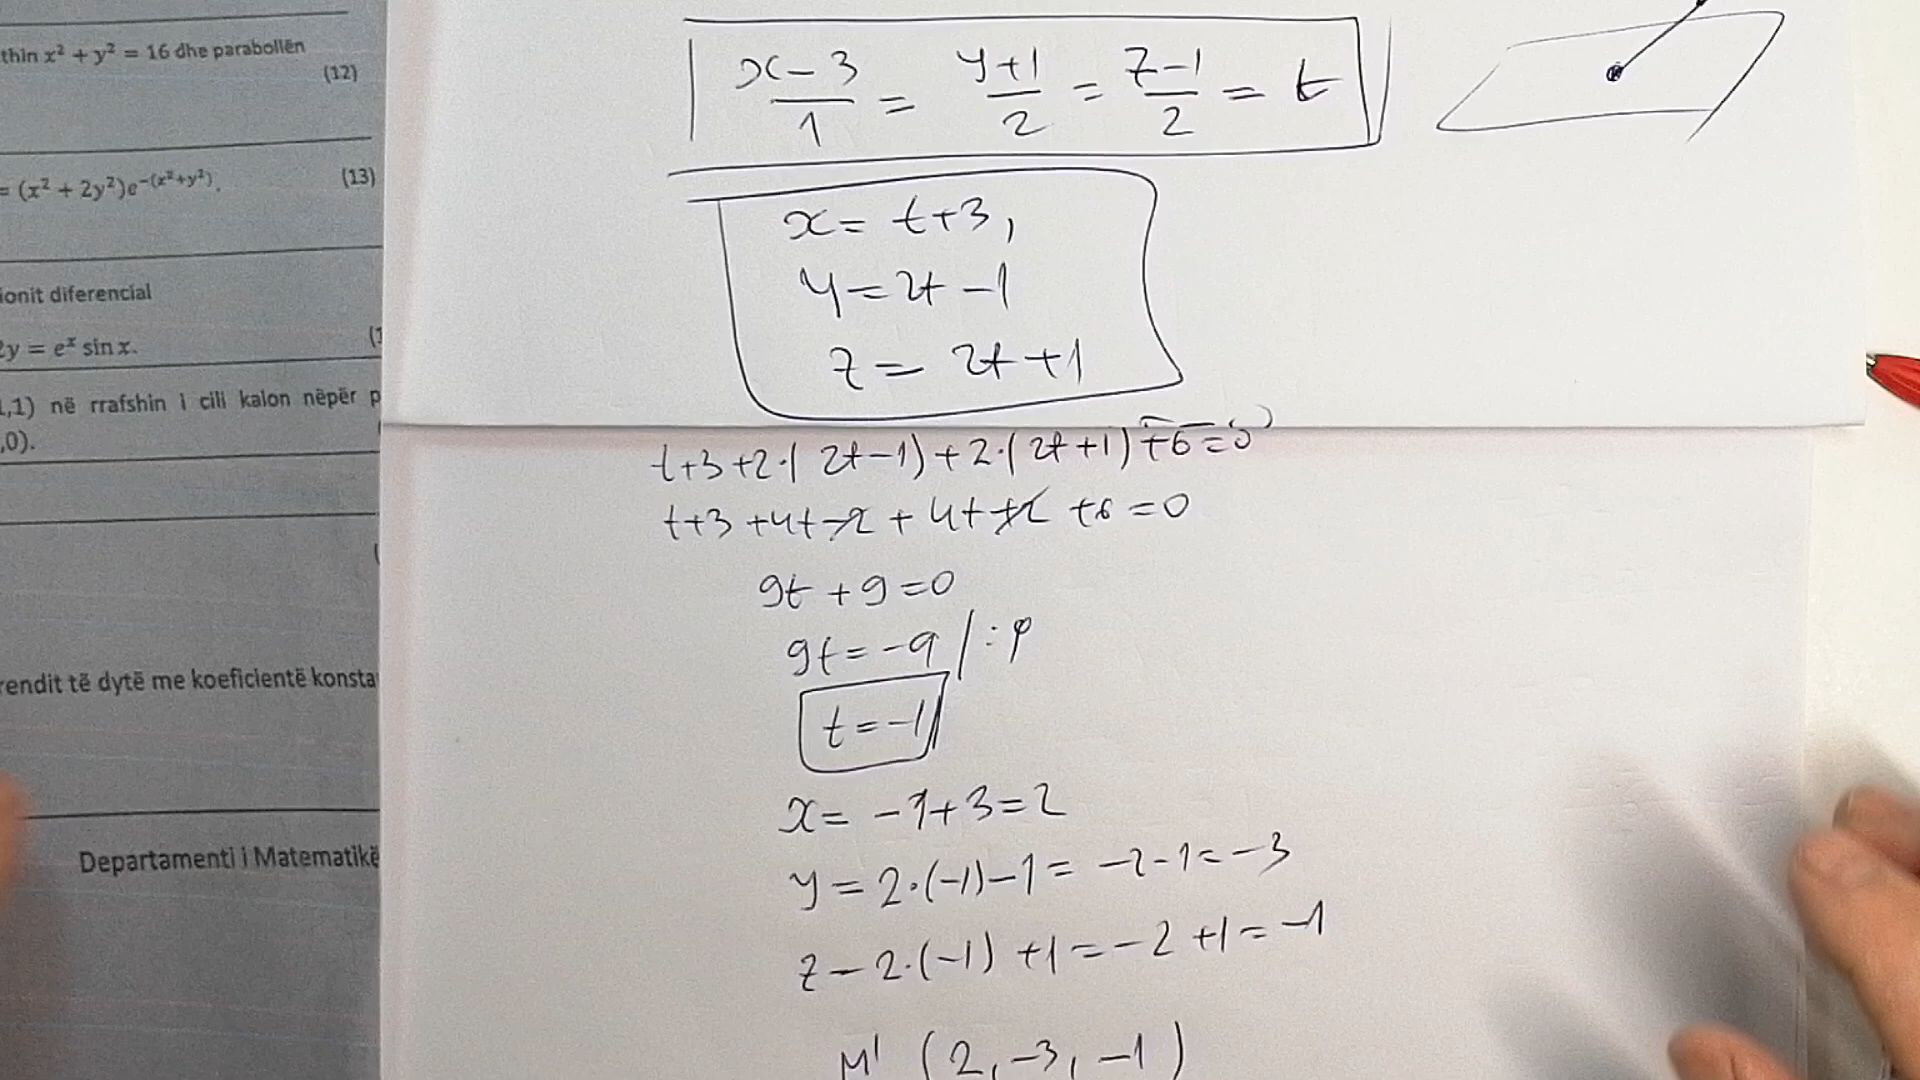 thin x² + y² = 16 dhe parabollën
(12)
= (x² + 2y²)e^-(x²+y²).
(13)
ionit diferencial
2y = eˣ sin x.
(1
1,1) në rrafshin i cili kalon nëpër p
,0).
rendit të dytë me koeficientë konsta
Departamenti i Matematikë
x-3/1 = y+1/2 = z-1/2 = t
x = t+3,
y = 2t -1
z = 2t +1
t+3+2·(2t-1)+2·(2t+1)+6=0
t+3+4t-2+4t+2+6=0
9t+9=0
9t=-9/:9
t=-1
x= -1+3=2
y=2·(-1)-1= -2-1=-3
z-2·(-1)+1=-2+1=-1
M' (2,-3,-1)